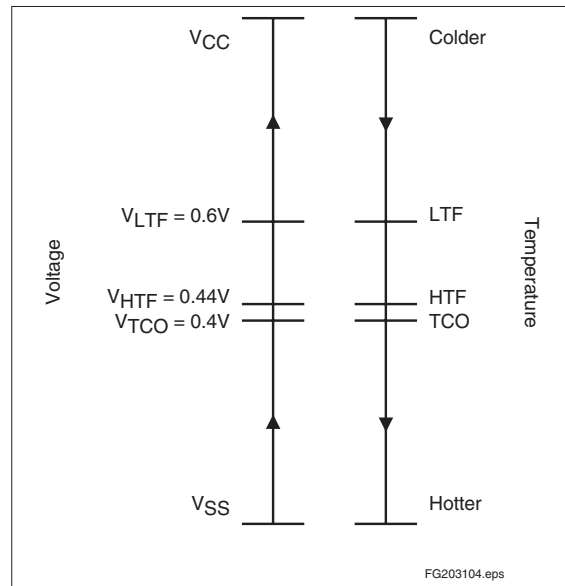 VCC
Colder
VLTF = 0.6V
LTF
Voltage
Temperature
VHTF = 0.44V
HTF
VTCO = 0.4V
TCO
VSS
Hotter
FG203104.eps